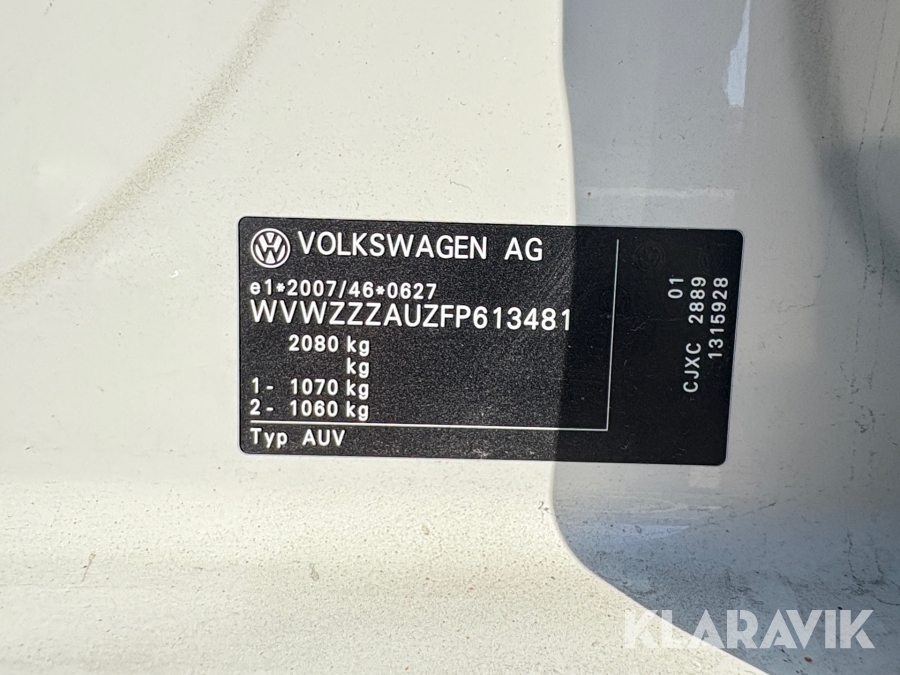 VOLKSWAGEN AG
e1*2007/46*0627
WVWZZZAUZFP613481
2080 kg
kg
1- 1070 kg
2- 1060 kg
Typ AUV
01
CJXC 2889
1315928
KLARAVIK